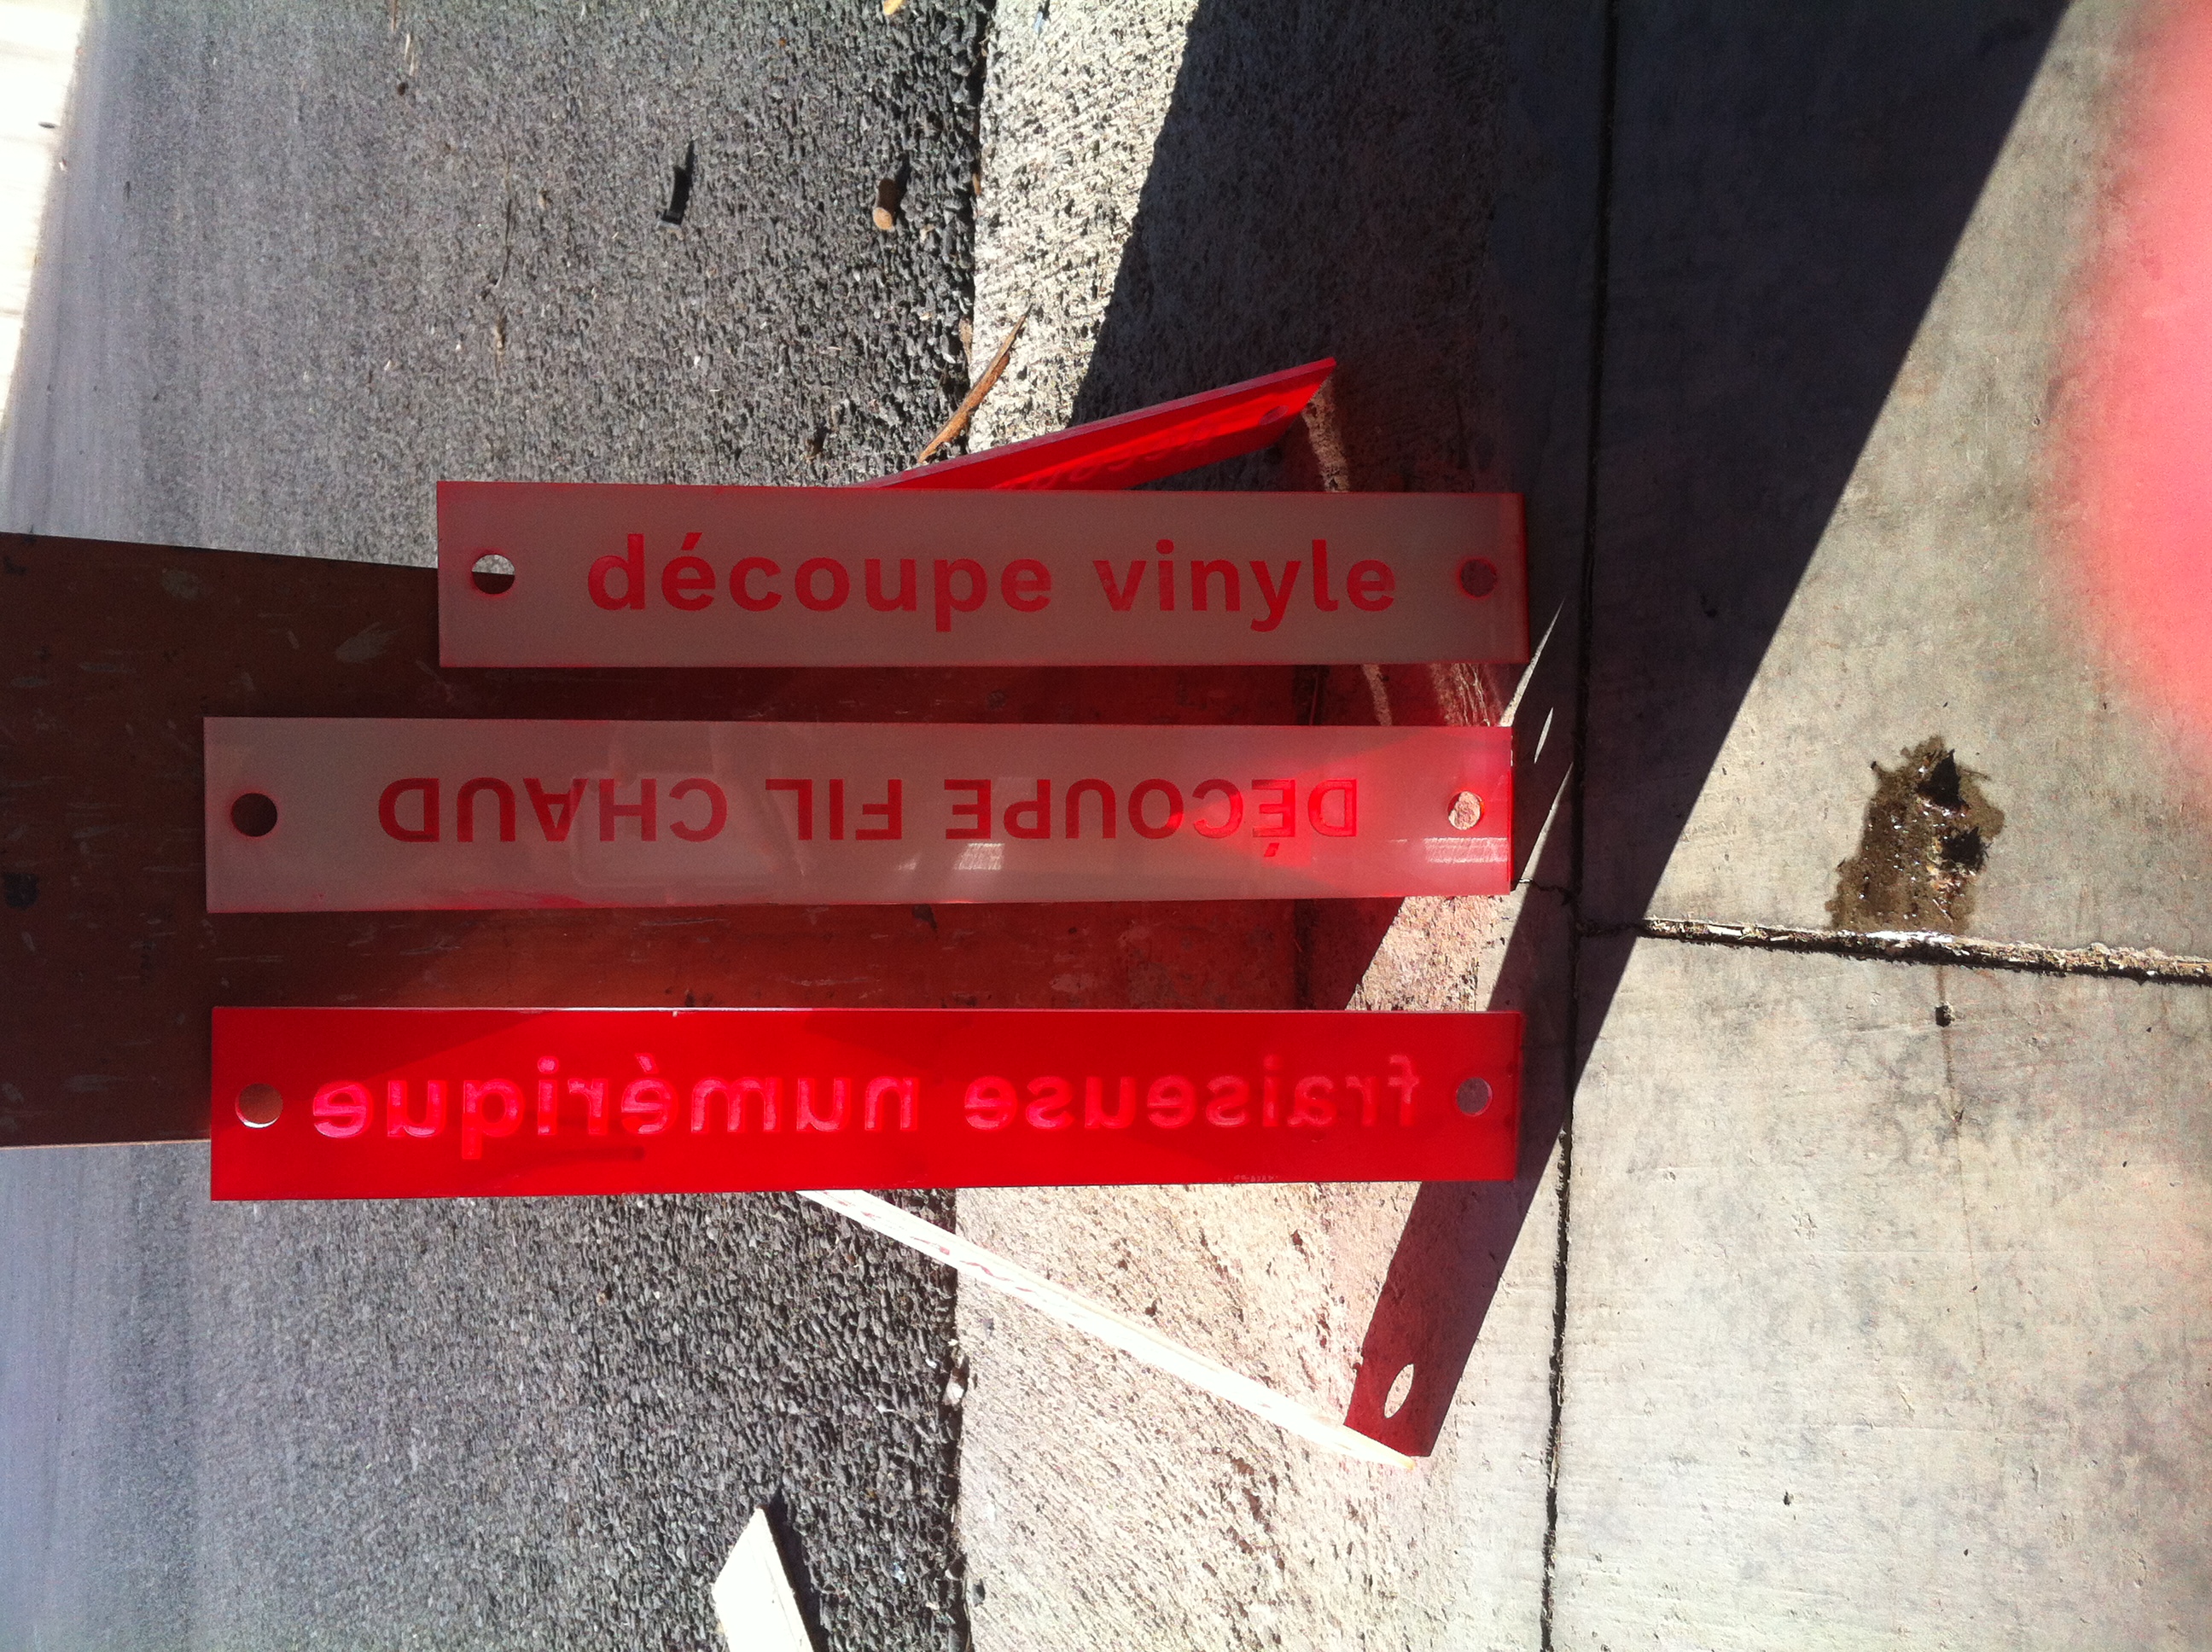 découpe vinyle
DÉCOUPE FIL CHAUD
fraiseuse numérique